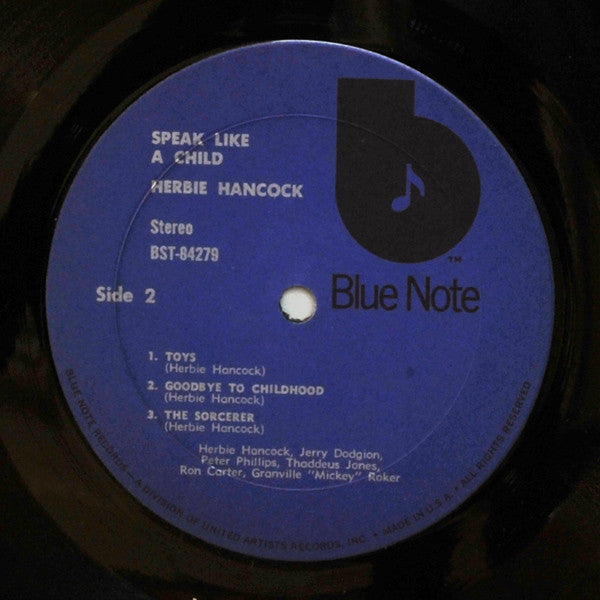 SPEAK LIKE
A CHILD
HERBIE HANCOCK
Stereo
BST-84279
Side 2
TM
Blue Note
1. TOYS
(Herbie Hancock)
2. GOODBYE TO CHILDHOOD
(Herbie Hancock)
3. THE SORCERER
(Herbie Hancock)
Herbie Hancock, Jerry Dodgion,
Peter Phillips, Thaddeus Jones,
Ron Carter, Granville "Mickey" Roker
BLUE NOTE RECORDS — A DIVISION OF UNITED ARTISTS RECORDS, INC. • MADE IN U.S.A. • ALL RIGHTS RESERVED